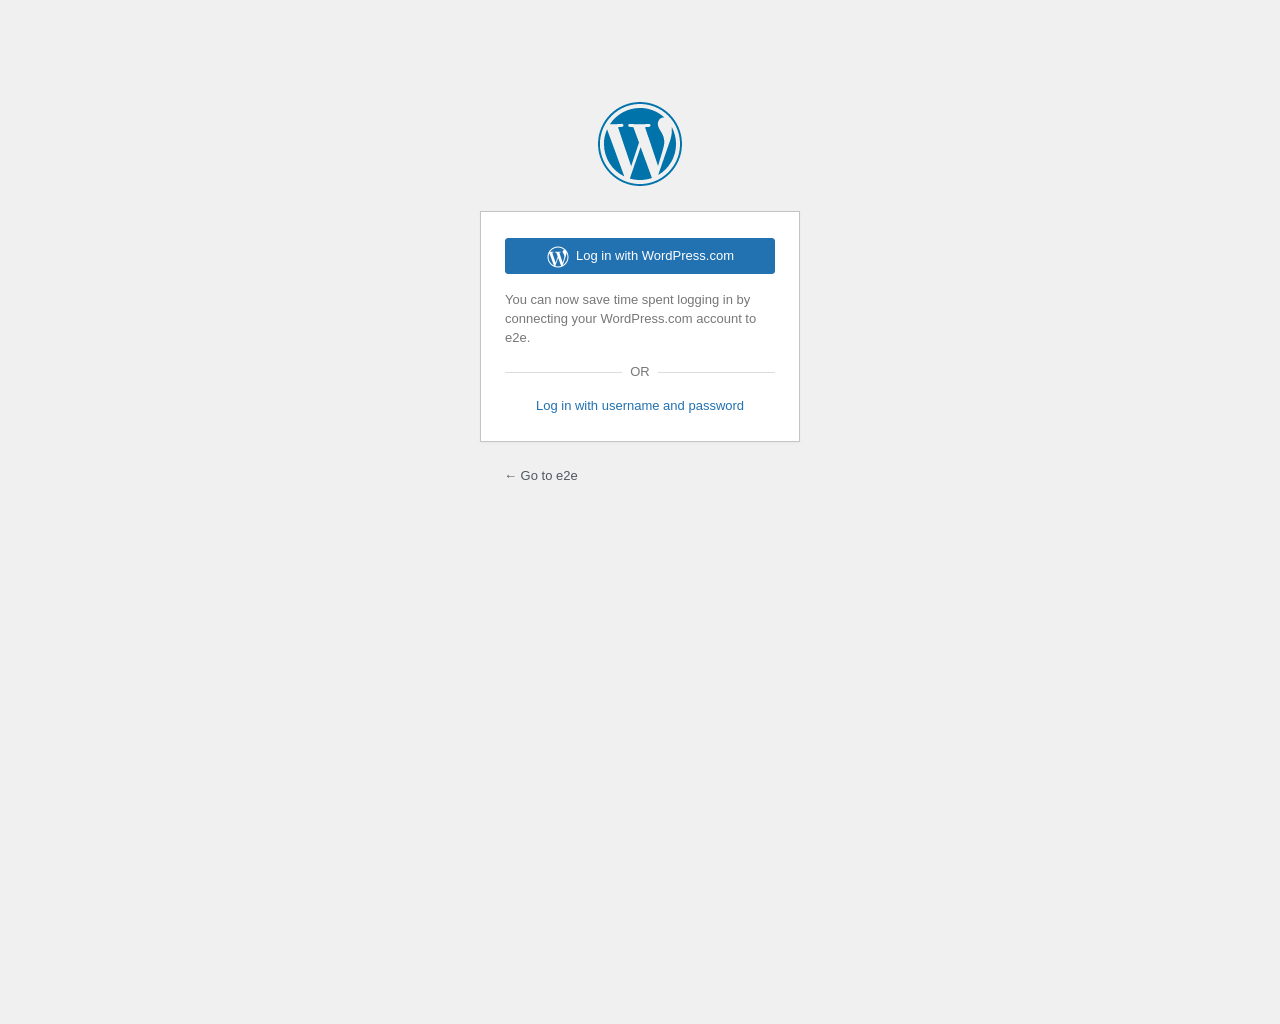 Log in with WordPress.com
You can now save time spent logging in by
connecting your WordPress.com account to
e2e.
OR
Log in with username and password
← Go to e2e